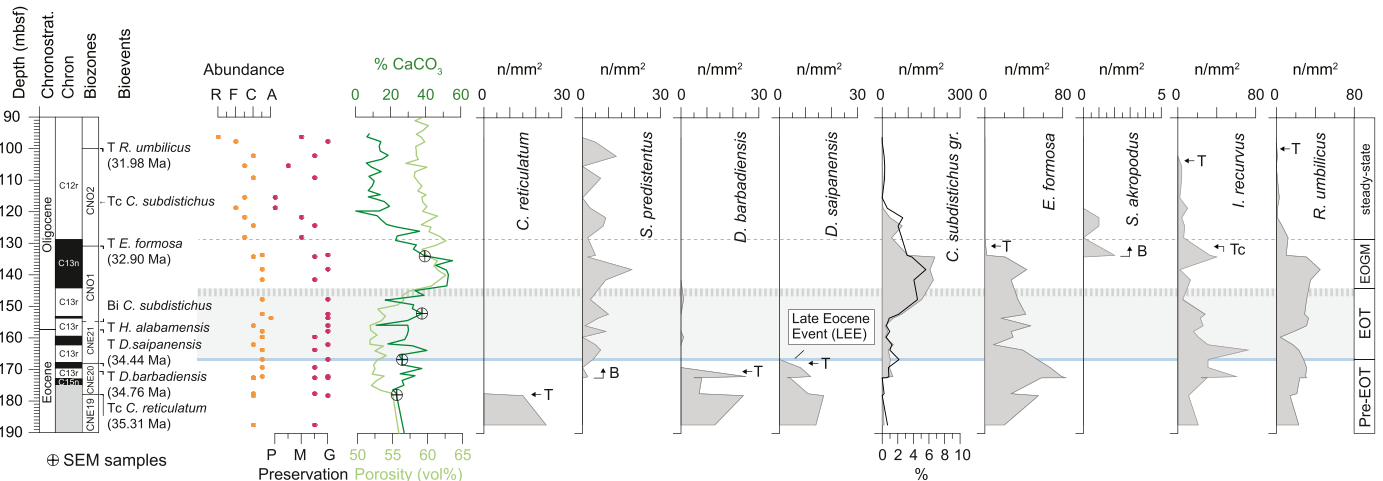 Depth (mbsf)
Chronostrat.
Chron
Biozones
Bioevents
Abundance
R F C A
% CaCO3
0 20 40 60
n/mm2
0 30
n/mm2
0 30
n/mm2
0 30
n/mm2
0 30
n/mm2
0 300
n/mm2
0 80
n/mm2
0 5
n/mm2
0 80
n/mm2
0 80
90
100
110
120
130
140
150
160
170
180
190
Oligocene
Eocene
C12r
C13n
C13r
C13r
C13r
C13r
C15n
CNO2
CNO1
CNE21
CNE20
CNE19
T R. umbilicus
(31.98 Ma)
Tc C. subdistichus
T E. formosa
(32.90 Ma)
Bi C. subdistichus
T H. alabamensis
T D.saipanensis
(34.44 Ma)
T D.barbadiensis
(34.76 Ma)
Tc C. reticulatum
(35.31 Ma)
C. reticulatum
S. predistentus
D. barbadiensis
D. saipanensis
C. subdistichus gr.
E. formosa
S. akropodus
I. recurvus
R. umbilicus
T
B
T
Late Eocene
Event (LEE)
T
T
B
T
Tc
T
steady-state
EOGM
EOT
Pre-EOT
SEM samples
P M G
Preservation
50 55 60 65
Porosity (vol%)
0 2 4 6 8 10
%